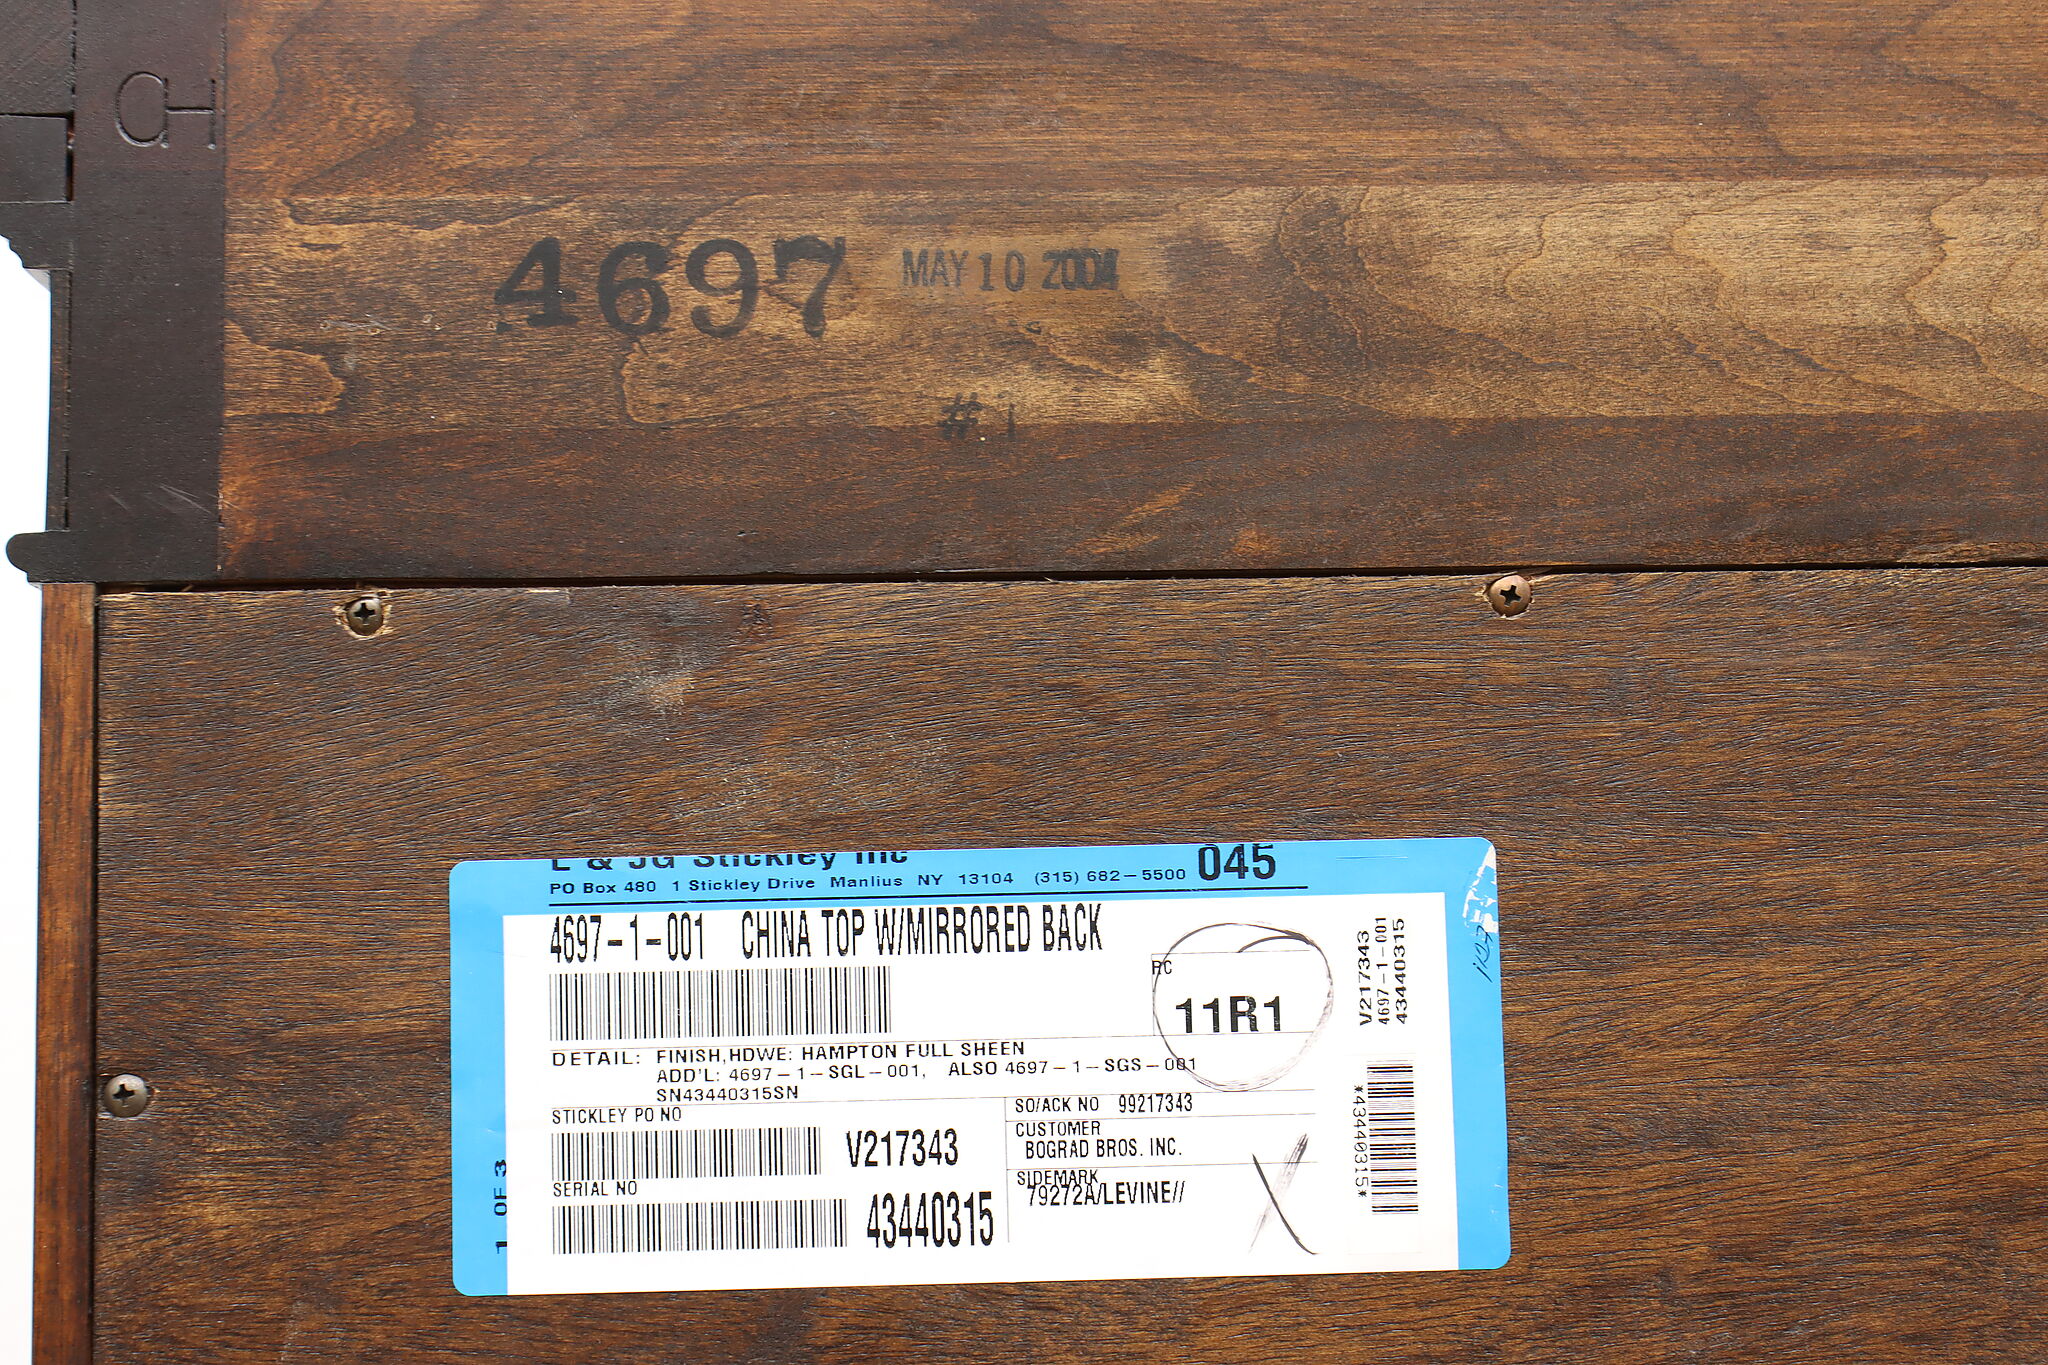 CH
4697 MAY 10 2004
#1
L & JG Stickley Inc
PO Box 480 1 Stickley Drive Manlius NY 13104 (315) 682-5500 045
4697-1-001 CHINA TOP W/MIRRORED BACK
RC
11R1
DETAIL: FINISH,HDWE: HAMPTON FULL SHEEN
ADD'L: 4697-1-SGL-001, ALSO 4697-1-SGS-001
SN43440315SN
STICKLEY PO NO
V217343
SERIAL NO
43440315
SO/ACK NO 99217343
CUSTOMER
BOGRAD BROS. INC.
SIDEMARK
79272A/LEVINE//
1 OF 3
V217343
4697-1-001
43440315
*43440315*